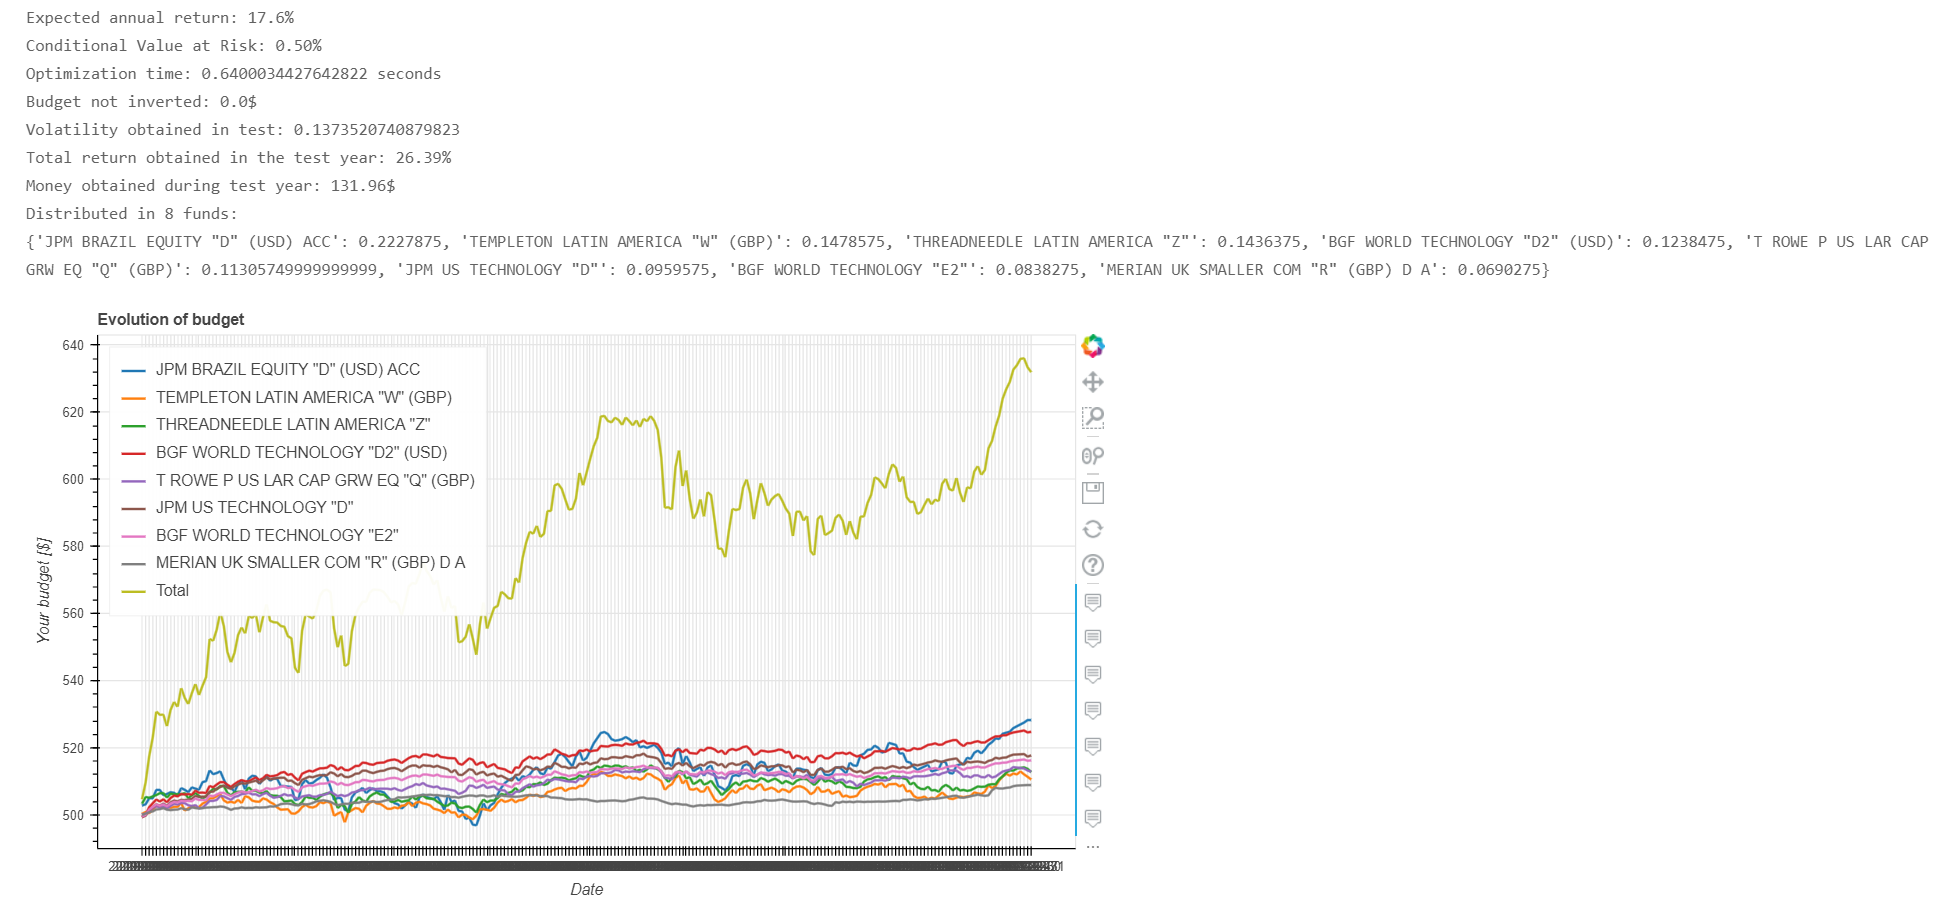 Expected annual return: 17.6%
Conditional Value at Risk: 0.50%
Optimization time: 0.6400034427642822 seconds
Budget not inverted: 0.0$
Volatility obtained in test: 0.1373520740879823
Total return obtained in the test year: 26.39%
Money obtained during test year: 131.96$
Distributed in 8 funds:
{'JPM BRAZIL EQUITY "D" (USD) ACC': 0.2227875, 'TEMPLETON LATIN AMERICA "W" (GBP)': 0.1478575, 'THREADNEEDLE LATIN AMERICA "Z"': 0.1436375, 'BGF WORLD TECHNOLOGY "D2" (USD)': 0.1238475, 'T ROWE P US LAR CAP
GRW EQ "Q" (GBP)': 0.11305749999999999, 'JPM US TECHNOLOGY "D"': 0.0959575, 'BGF WORLD TECHNOLOGY "E2"': 0.0838275, 'MERIAN UK SMALLER COM "R" (GBP) D A': 0.0690275}
Evolution of budget
640
620
600
580
560
540
520
500
Your budget [$]
JPM BRAZIL EQUITY "D" (USD) ACC
TEMPLETON LATIN AMERICA "W" (GBP)
THREADNEEDLE LATIN AMERICA "Z"
BGF WORLD TECHNOLOGY "D2" (USD)
T ROWE P US LAR CAP GRW EQ "Q" (GBP)
JPM US TECHNOLOGY "D"
BGF WORLD TECHNOLOGY "E2"
MERIAN UK SMALLER COM "R" (GBP) D A
Total
Date